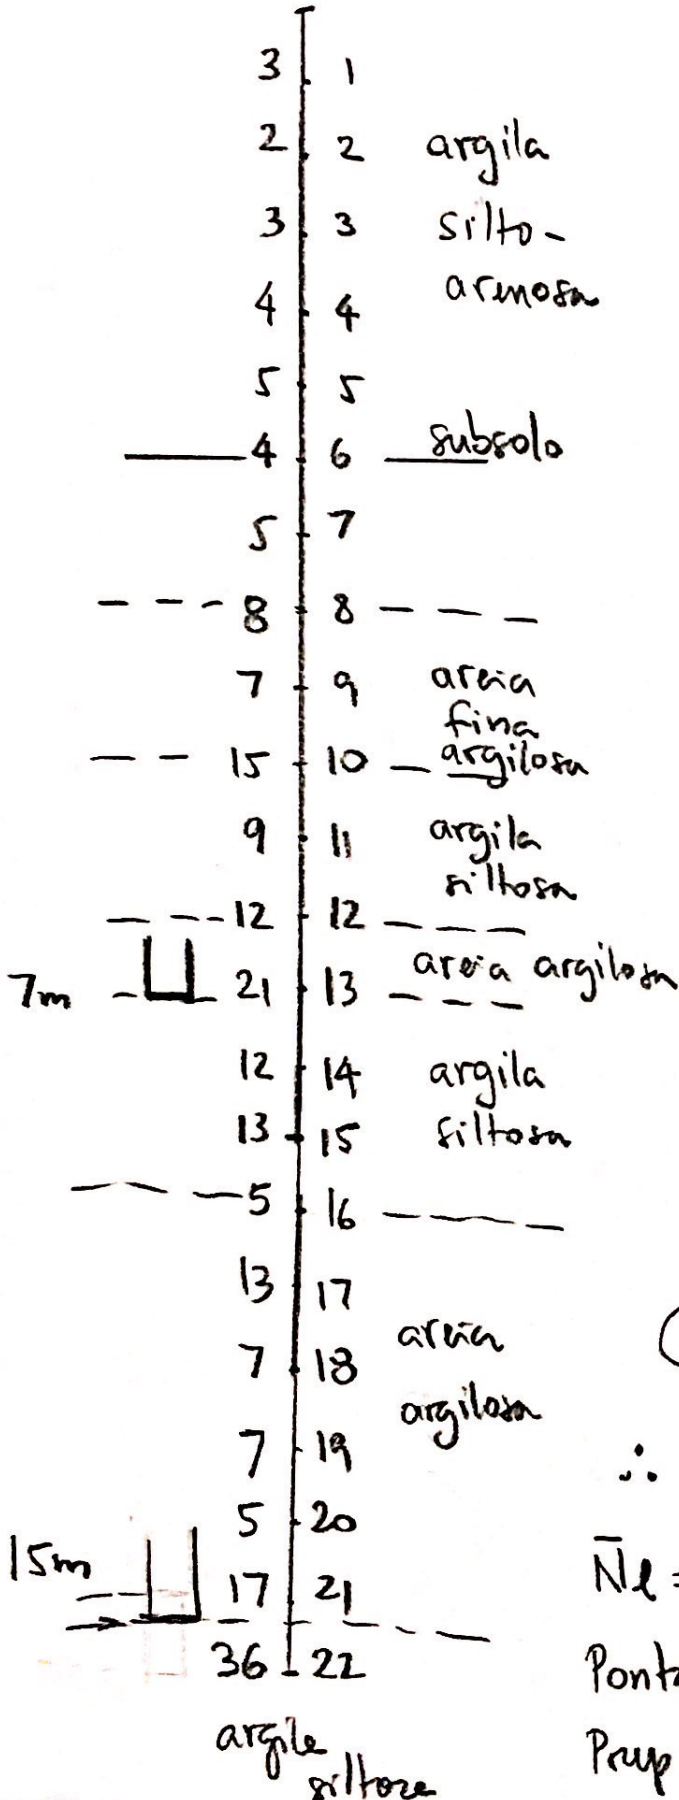 3 1
2 2 argila
3 3 silto-
4 4 arenosa
5 5
4 6 subsolo
5 7
8 8
7 9 areia
fina
15 10 argilosa
9 11 argila
siltosa
12 12
7m 21 13 areia argilosa
12 14 argila
13 15 siltosa
5 16
13 17
7 18 areia
argilosa
7 19
∴
5 20
15m 17 21 N̄l =
36 22 Ponta
argile Prup
siltoze